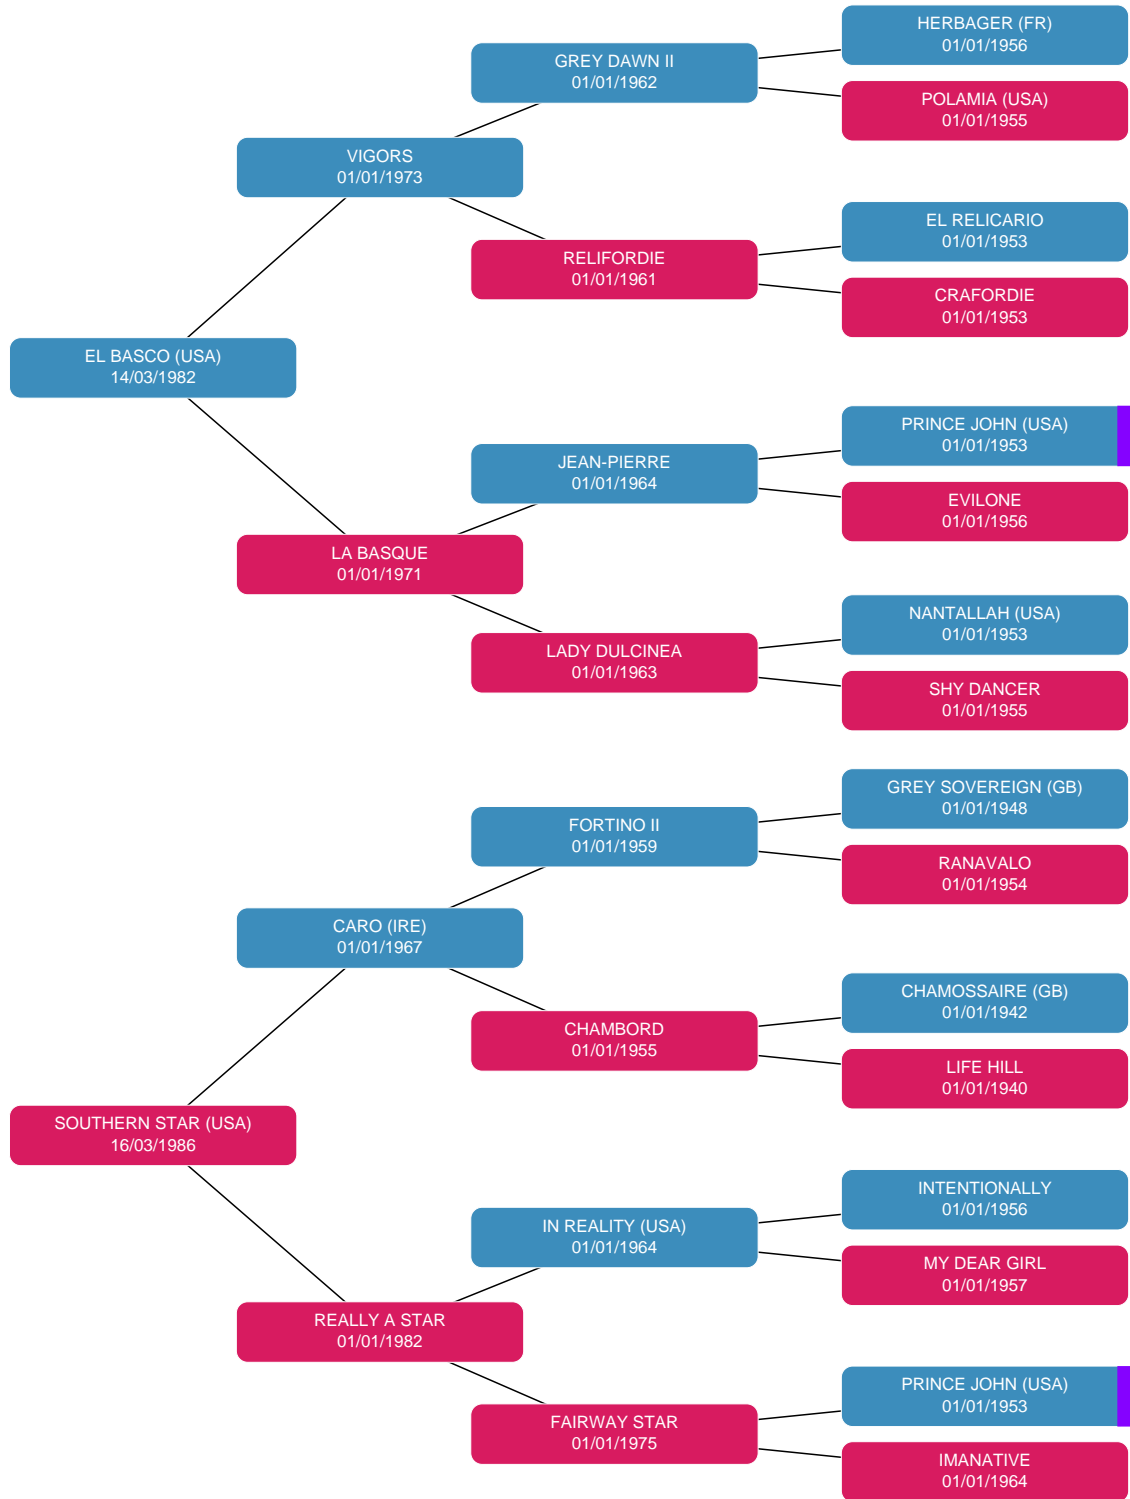 HERBAGER (FR)
01/01/1956
GREY DAWN II
01/01/1962
POLAMIA (USA)
01/01/1955
VIGORS
01/01/1973
EL RELICARIO
01/01/1953
RELIFORDIE
01/01/1961
CRAFORDIE
01/01/1953
EL BASCO (USA)
14/03/1982
PRINCE JOHN (USA)
01/01/1953
JEAN-PIERRE
01/01/1964
EVILONE
01/01/1956
LA BASQUE
01/01/1971
NANTALLAH (USA)
01/01/1953
LADY DULCINEA
01/01/1963
SHY DANCER
01/01/1955
GREY SOVEREIGN (GB)
01/01/1948
FORTINO II
01/01/1959
RANAVALO
01/01/1954
CARO (IRE)
01/01/1967
CHAMOSSAIRE (GB)
01/01/1942
CHAMBORD
01/01/1955
LIFE HILL
01/01/1940
SOUTHERN STAR (USA)
16/03/1986
INTENTIONALLY
01/01/1956
IN REALITY (USA)
01/01/1964
MY DEAR GIRL
01/01/1957
REALLY A STAR
01/01/1982
PRINCE JOHN (USA)
01/01/1953
FAIRWAY STAR
01/01/1975
IMANATIVE
01/01/1964